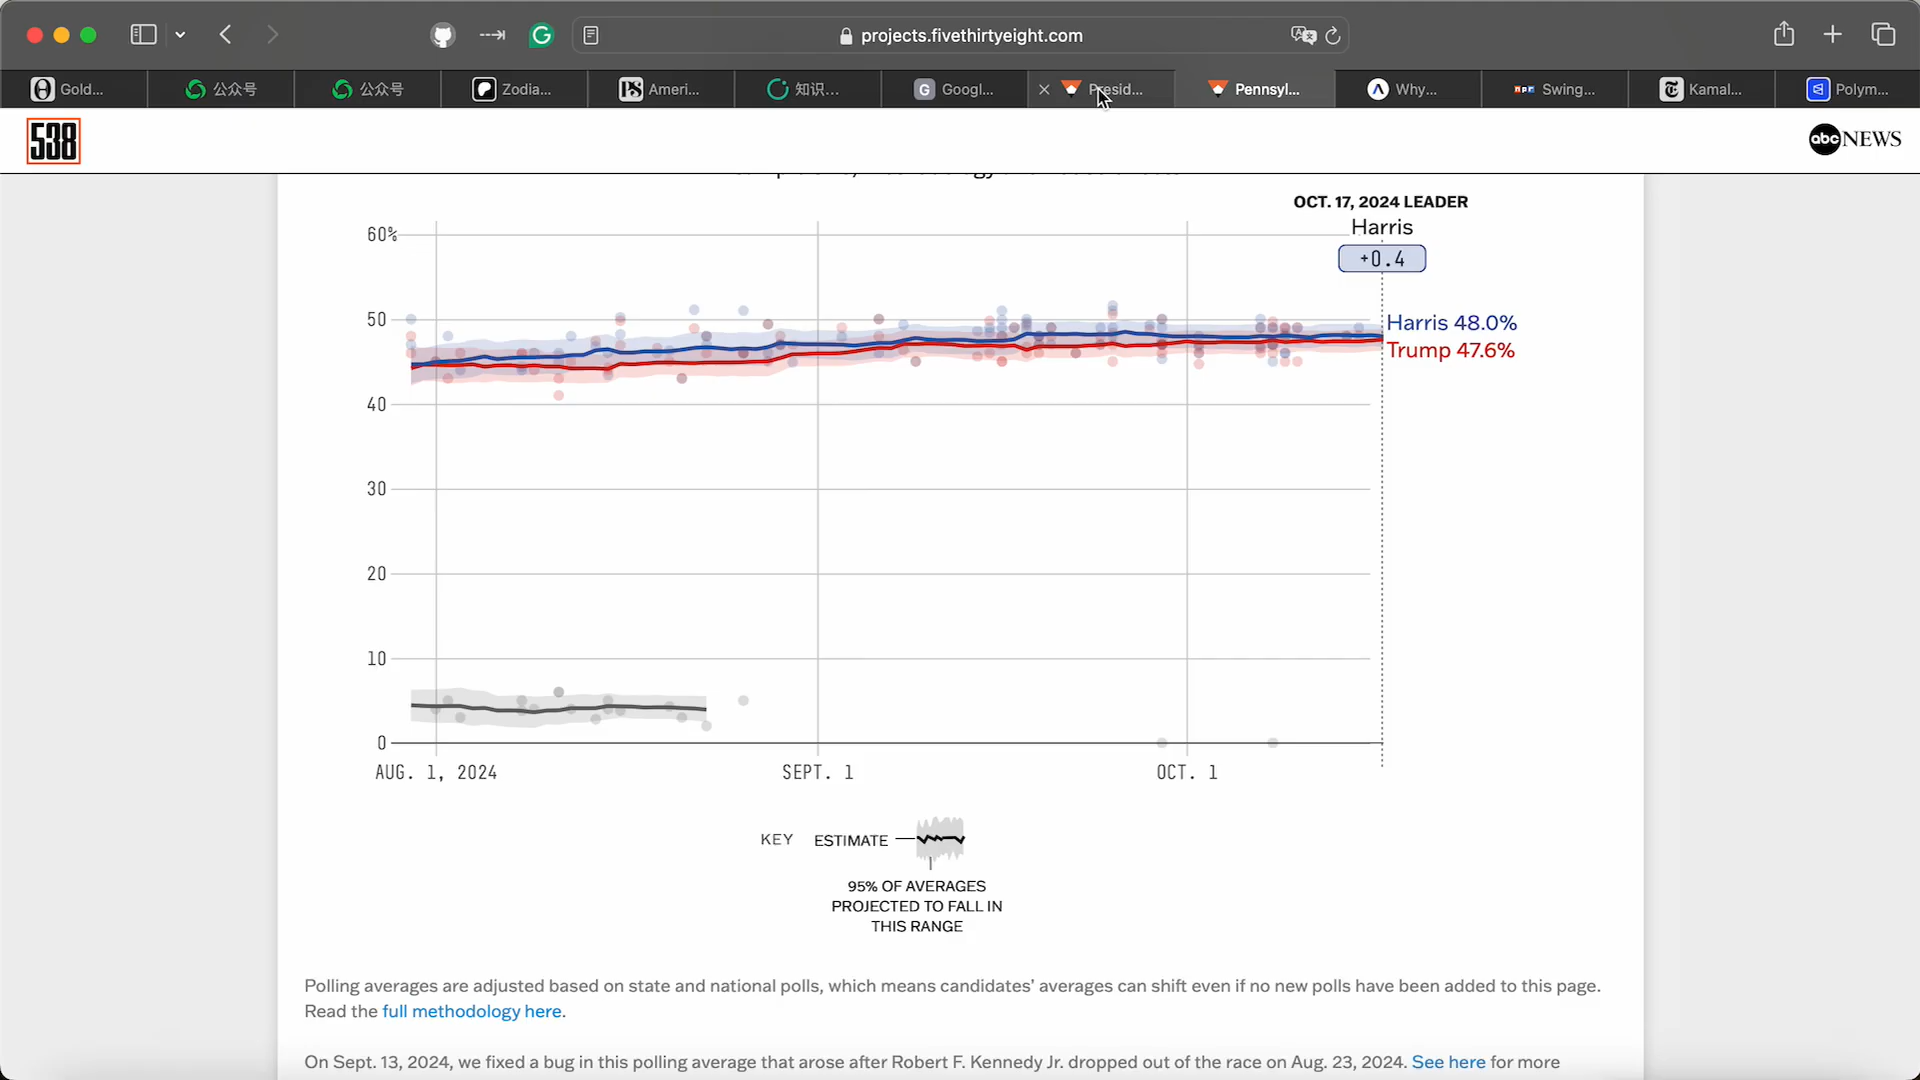 projects.fivethirtyeight.com
Gold...
公众号
公众号
Zodia...
PS Ameri...
知识...
G Googl...
Presid...
Pennsyl...
Why...
npr Swing...
Kamal...
Polym...
538
abc NEWS
OCT. 17, 2024 LEADER
Harris
+0.4
60%
50
Harris 48.0%
Trump 47.6%
40
30
20
10
0
AUG. 1, 2024
SEPT. 1
OCT. 1
KEY
ESTIMATE
95% OF AVERAGES
PROJECTED TO FALL IN
THIS RANGE
Polling averages are adjusted based on state and national polls, which means candidates’ averages can shift even if no new polls have been added to this page.
Read the full methodology here.
On Sept. 13, 2024, we fixed a bug in this polling average that arose after Robert F. Kennedy Jr. dropped out of the race on Aug. 23, 2024. See here for more